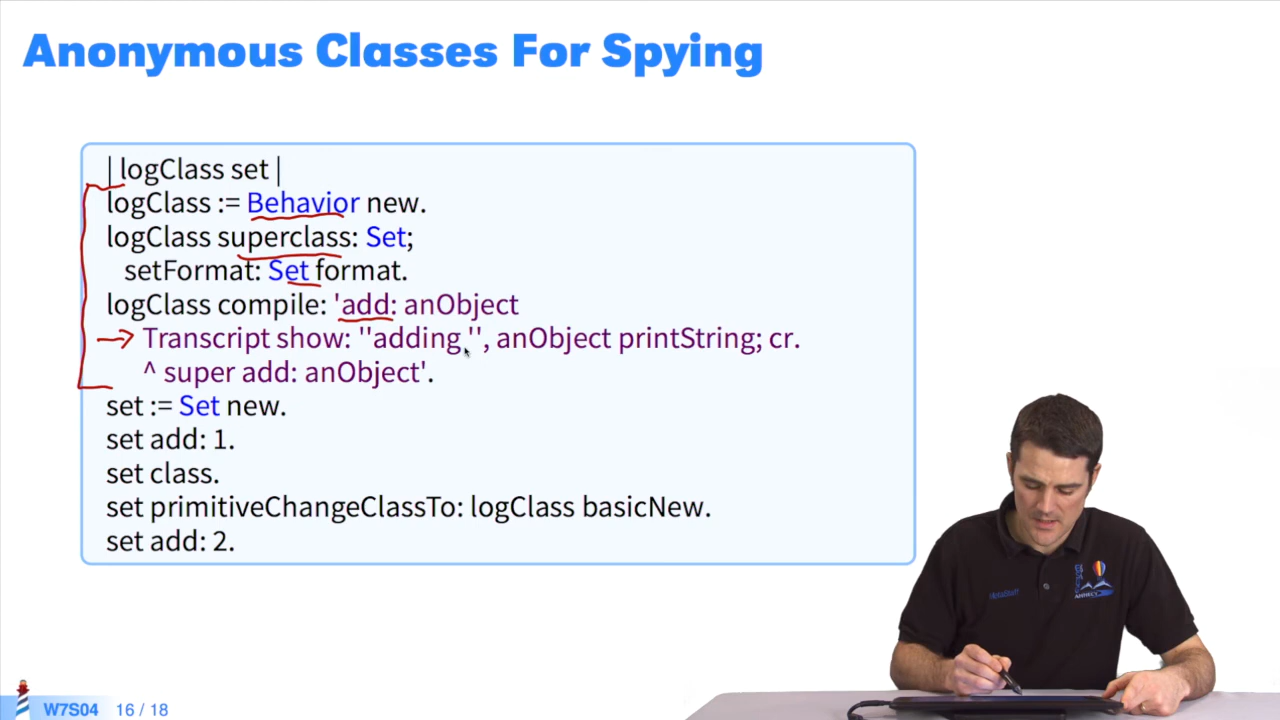 Anonymous Classes For Spying
| logClass set |
logClass := Behavior new.
logClass superclass: Set;
setFormat: Set format.
logClass compile: 'add: anObject
Transcript show: ''adding '', anObject printString; cr.
^ super add: anObject'.
set := Set new.
set add: 1.
set class.
set primitiveChangeClassTo: logClass basicNew.
set add: 2.
W7S04 16 / 18